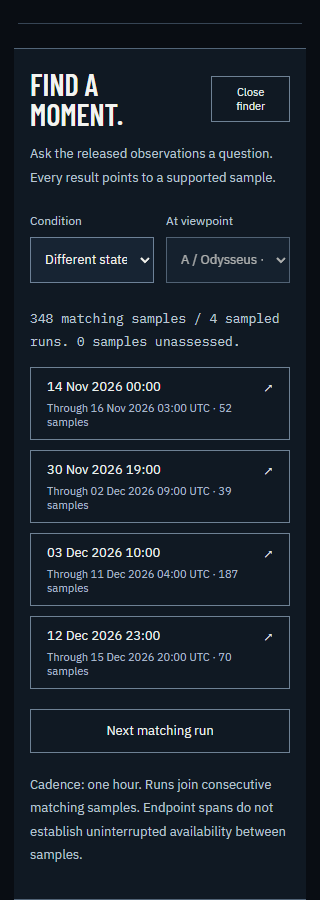 FIND A
MOMENT.
Close
finder
Ask the released observations a question.
Every result points to a supported sample.
Condition
At viewpoint
Different state
A / Odysseus ·
348 matching samples / 4 sampled
runs. 0 samples unassessed.
14 Nov 2026 00:00 ↗
Through 16 Nov 2026 03:00 UTC · 52
samples
30 Nov 2026 19:00 ↗
Through 02 Dec 2026 09:00 UTC · 39
samples
03 Dec 2026 10:00 ↗
Through 11 Dec 2026 04:00 UTC · 187
samples
12 Dec 2026 23:00 ↗
Through 15 Dec 2026 20:00 UTC · 70
samples
Next matching run
Cadence: one hour. Runs join consecutive
matching samples. Endpoint spans do not
establish uninterrupted availability between
samples.